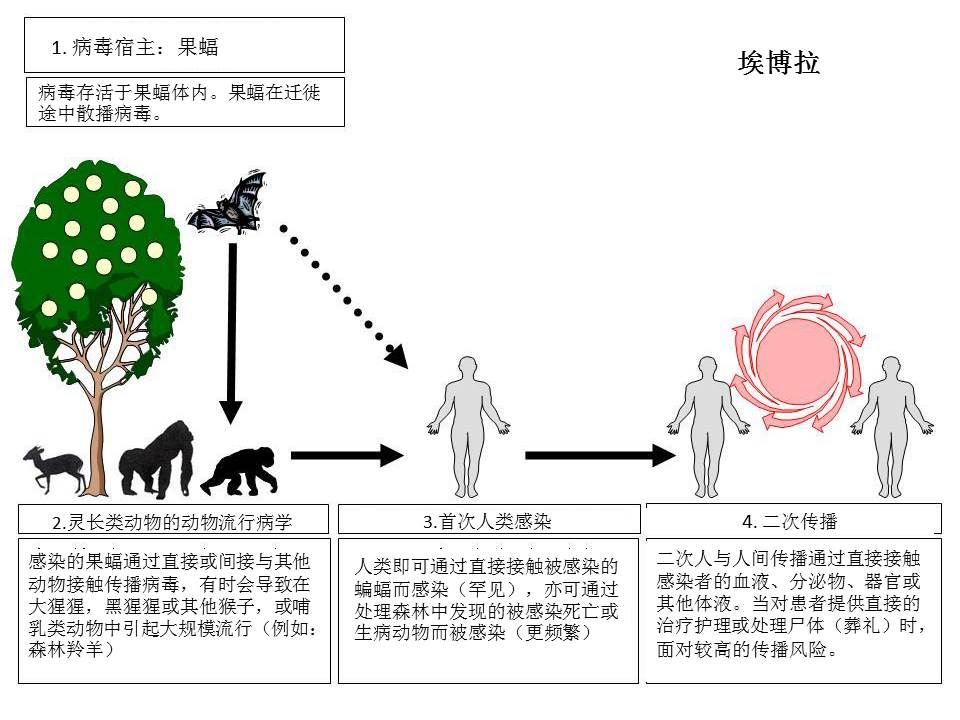 1. 病毒宿主：果蝠
埃博拉
病毒存活于果蝠体内。果蝠在迁徙
途中散播病毒。
2.灵长类动物的动物流行病学
感染的果蝠通过直接或间接与其他
动物接触传播病毒，有时会导致在
大猩猩，黑猩猩或其他猴子，或哺
乳类动物中引起大规模流行（例如：
森林羚羊）
3.首次人类感染
人类即可通过直接接触被感染的
蝙蝠而感染（罕见），亦可通过
处理森林中发现的被感染死亡或
生病动物而被感染（更频繁）
4. 二次传播
二次人与人间传播通过直接接触
感染者的血液、分泌物、器官或
其他体液。当对患者提供直接的
治疗护理或处理尸体（葬礼）时，
面对较高的传播风险。